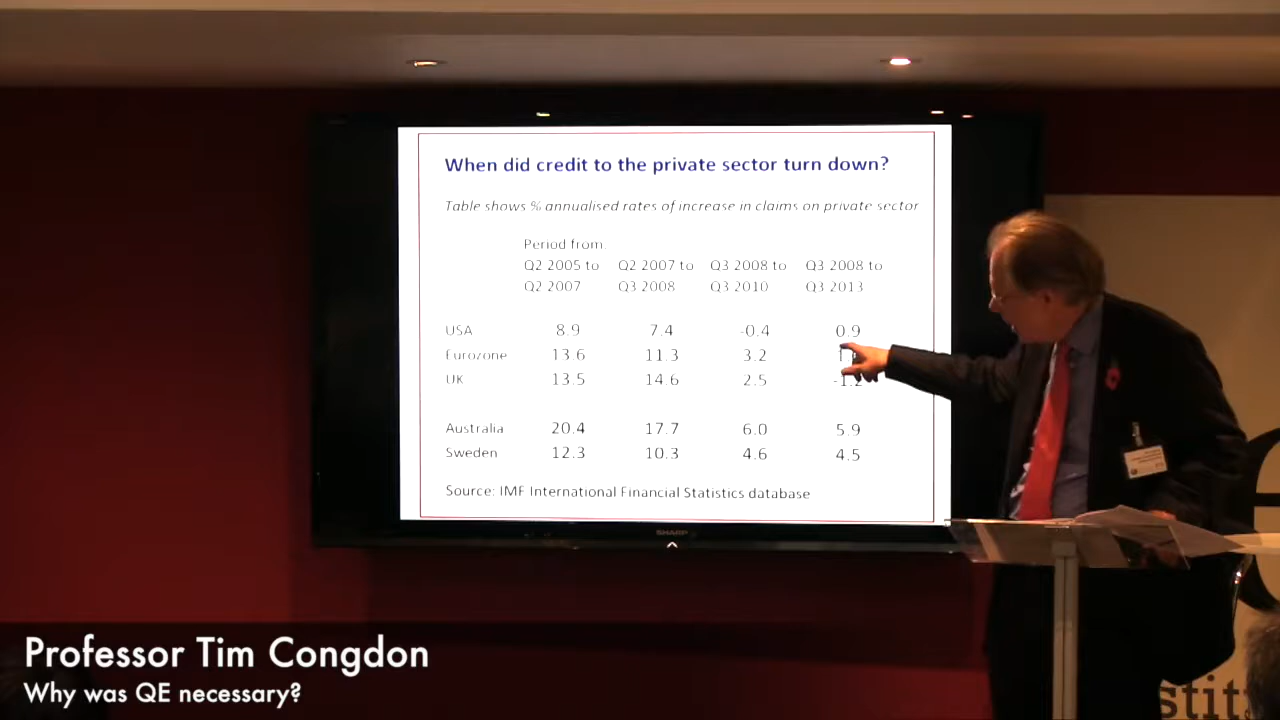 When did credit to the private sector turn down?
Table shows % annualised rates of increase in claims on private sector
Period from
Q2 2005 to Q2 2007 to Q3 2008 to Q3 2008 to
Q2 2007 Q3 2008 Q3 2010 Q3 2013
USA 8.9 7.4 -0.4 0.9
Eurozone 13.6 11.3 3.2
UK 13.5 14.6 2.5 -1.2
Australia 20.4 17.7 6.0 5.9
Sweden 12.3 10.3 4.6 4.5
Source: IMF International Financial Statistics database
SHARP
Professor Tim Congdon
Why was QE necessary?